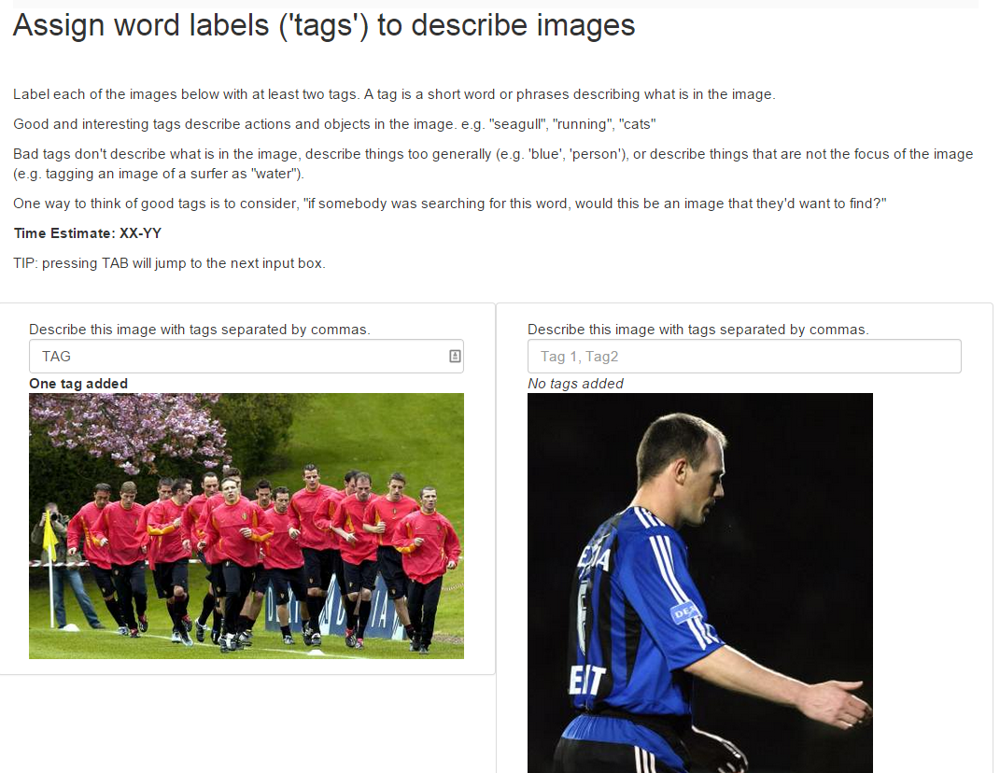 Assign word labels ('tags') to describe images
Label each of the images below with at least two tags. A tag is a short word or phrases describing what is in the image.
Good and interesting tags describe actions and objects in the image. e.g. "seagull", "running", "cats"
Bad tags don't describe what is in the image, describe things too generally (e.g. 'blue', 'person'), or describe things that are not the focus of the image
(e.g. tagging an image of a surfer as "water").
One way to think of good tags is to consider, "if somebody was searching for this word, would this be an image that they'd want to find?"
Time Estimate: XX-YY
TIP: pressing TAB will jump to the next input box.
Describe this image with tags separated by commas.
TAG
One tag added
Describe this image with tags separated by commas.
Tag 1, Tag2
No tags added